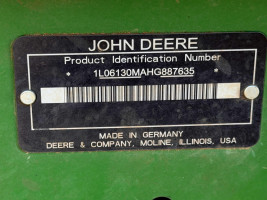 JOHN DEERE
Product Identification Number
* 1L06130MAHG887635 *
MADE IN GERMANY
DEERE & COMPANY, MOLINE, ILLINOIS, USA